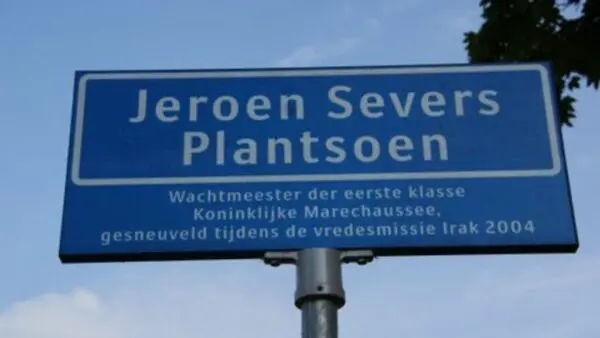 Jeroen Severs
Plantsoen
Wachtmeester der eerste klasse
Koninklijke Marechaussee,
gesneuveld tijdens de vredesmissie Irak 2004